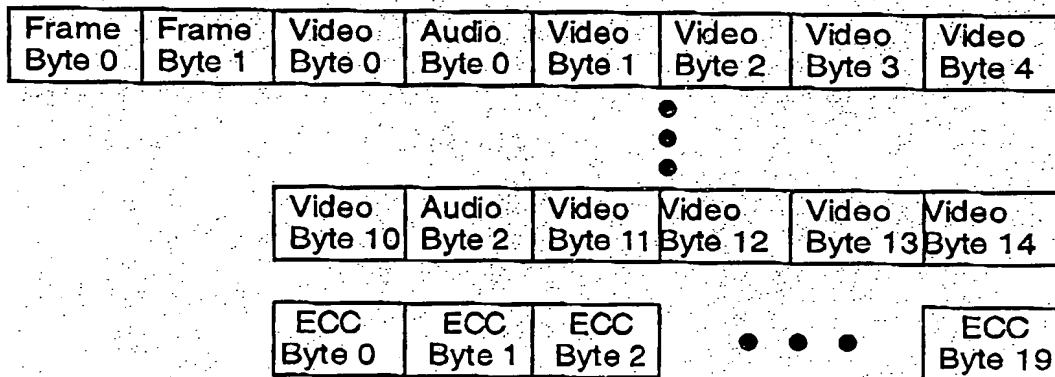 Frame Frame Video Audio Video Video Video Video
Byte 0 Byte 1 Byte 0 Byte 0 Byte 1 Byte 2 Byte 3 Byte 4
Video Audio Video Video Video Video
Byte 10 Byte 2 Byte 11 Byte 12 Byte 13 Byte 14
ECC ECC ECC ECC
Byte 0 Byte 1 Byte 2 Byte 19